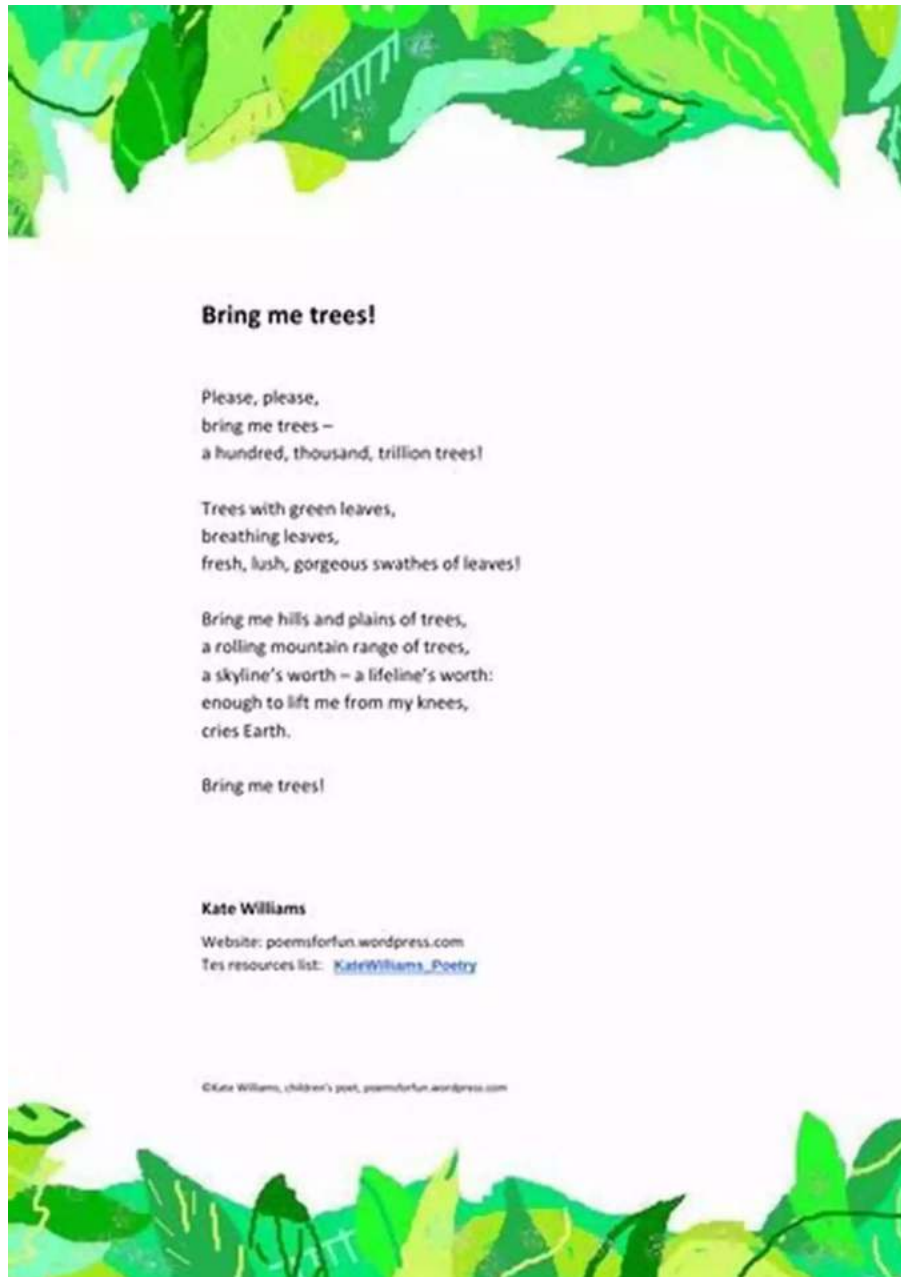 Bring me trees!
Please, please,
bring me trees –
a hundred, thousand, trillion trees!
Trees with green leaves,
breathing leaves,
fresh, lush, gorgeous swathes of leaves!
Bring me hills and plains of trees,
a rolling mountain range of trees,
a skyline's worth – a lifeline's worth:
enough to lift me from my knees,
cries Earth.
Bring me trees!
Kate Williams
Website: poemsforfun.wordpress.com
Tes resources list: KateWilliams_Poetry
©Kate Williams, children's poet, poemsforfun.wordpress.com